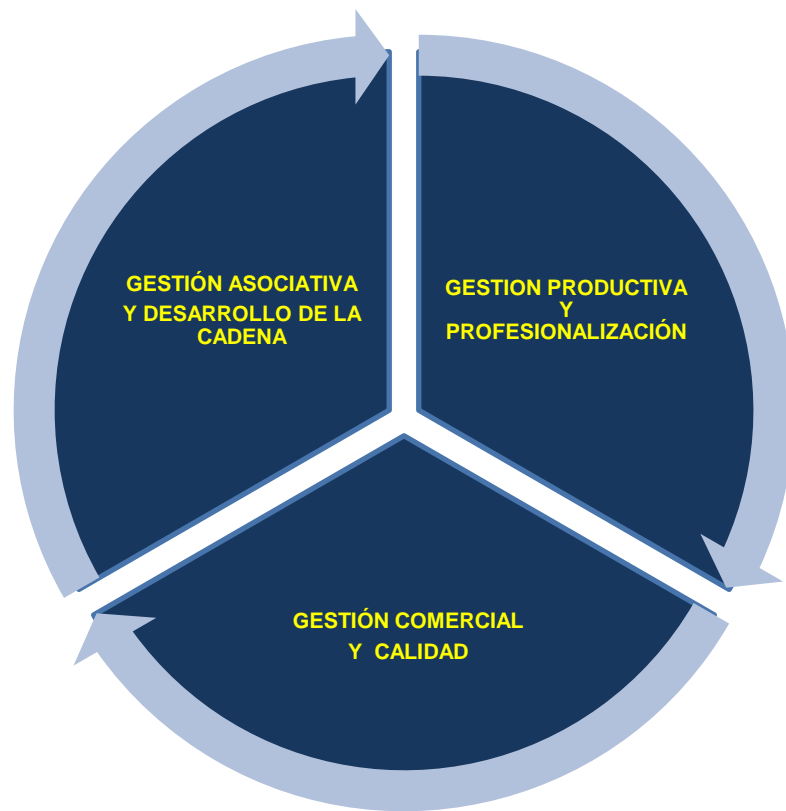 GESTIÓN ASOCIATIVA
Y DESARROLLO DE LA
CADENA
GESTION PRODUCTIVA
Y
PROFESIONALIZACIÓN
GESTIÓN COMERCIAL
Y CALIDAD